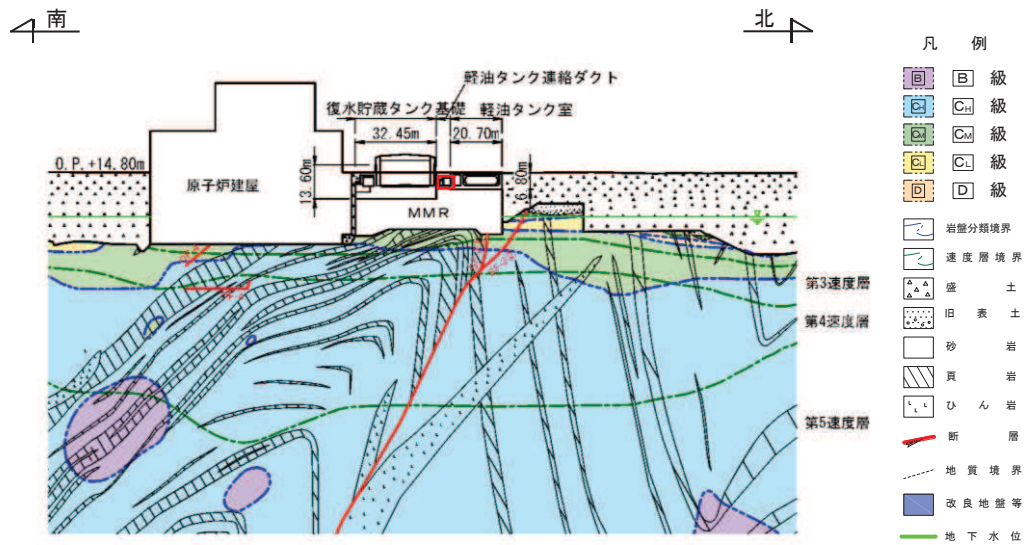 南
北
軽油タンク連絡ダクト
復水貯蔵タンク基礎
軽油タンク室
32.45m
20.70m
O.P.+14.80m
13.60m
6.80m
原子炉建屋
MMR
第3速度層
第4速度層
第5速度層
凡 例
B B 級
CH CH 級
CM CM 級
CL CL 級
D D 級
岩盤分類境界
速度層境界
盛 土
旧 表 土
砂 岩
頁 岩
ひ ん 岩
断 層
地 質 境 界
改 良 地 盤 等
地 下 水 位